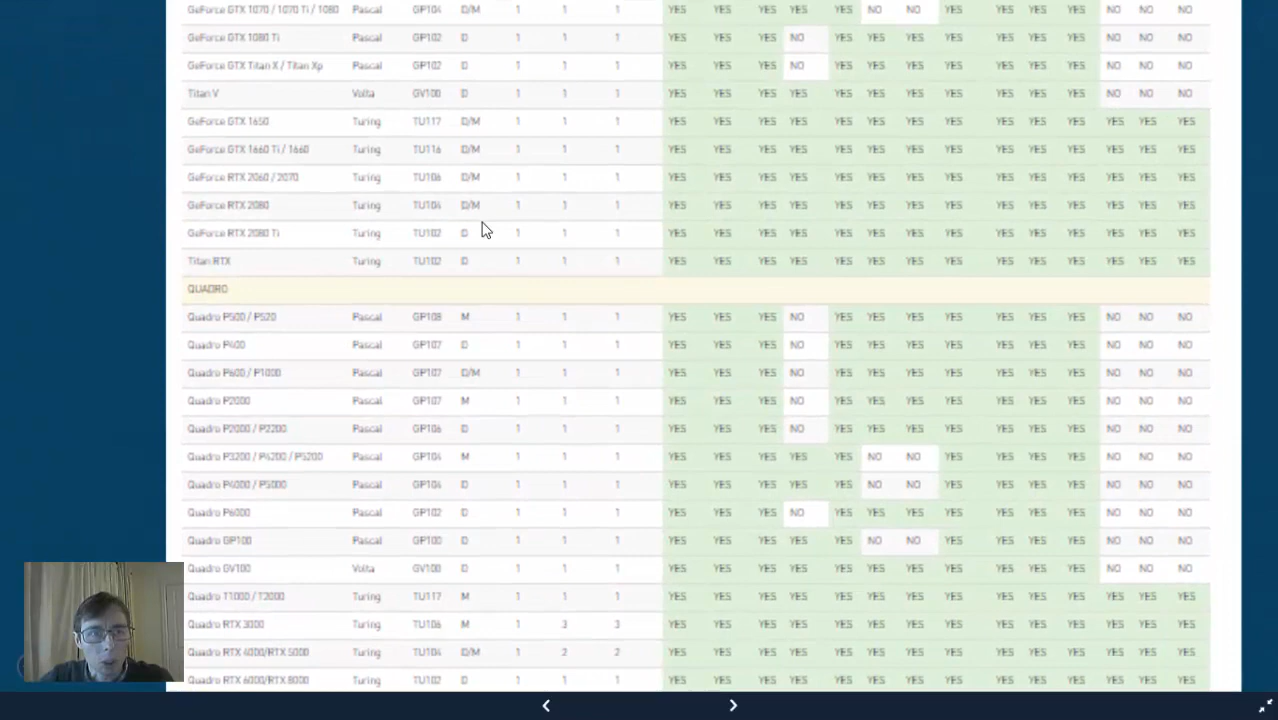 GeForce GTX 1070 / 1070 Ti / 1080 Pascal GP104 D/M 1 1 1 YES YES YES YES YES NO NO YES YES YES YES NO NO NO
GeForce GTX 1080 Ti Pascal GP102 D 1 1 1 YES YES YES NO YES YES YES YES YES YES YES NO NO NO
GeForce GTX Titan X / Titan Xp Pascal GP102 D 1 1 1 YES YES YES NO YES YES YES YES YES YES YES NO NO NO
Titan V Volta GV100 D 1 1 1 YES YES YES YES YES YES YES YES YES YES YES NO NO NO
GeForce GTX 1650 Turing TU117 D/M 1 1 1 YES YES YES YES YES YES YES YES YES YES YES YES YES YES
GeForce GTX 1660 Ti / 1660 Turing TU116 D/M 1 1 1 YES YES YES YES YES YES YES YES YES YES YES YES YES YES
GeForce RTX 2060 / 2070 Turing TU106 D/M 1 1 1 YES YES YES YES YES YES YES YES YES YES YES YES YES YES
GeForce RTX 2080 Turing TU104 D/M 1 1 1 YES YES YES YES YES YES YES YES YES YES YES YES YES YES
GeForce RTX 2080 Ti Turing TU102 D 1 1 1 YES YES YES YES YES YES YES YES YES YES YES YES YES YES
Titan RTX Turing TU102 D 1 1 1 YES YES YES YES YES YES YES YES YES YES YES YES YES YES
QUADRO
Quadro P500 / P520 Pascal GP108 M 1 1 1 YES YES YES NO YES YES YES YES YES YES YES NO NO NO
Quadro P400 Pascal GP107 D 1 1 1 YES YES YES NO YES YES YES YES YES YES YES NO NO NO
Quadro P600 / P1000 Pascal GP107 D/M 1 1 1 YES YES YES NO YES YES YES YES YES YES YES NO NO NO
Quadro P2000 Pascal GP107 M 1 1 1 YES YES YES NO YES YES YES YES YES YES YES NO NO NO
Quadro P2000 / P2200 Pascal GP106 D 1 1 1 YES YES YES NO YES YES YES YES YES YES YES NO NO NO
Quadro P3200 / P4200 / P5200 Pascal GP104 M 1 1 1 YES YES YES YES YES NO NO YES YES YES YES NO NO NO
Quadro P4000 / P5000 Pascal GP104 D 1 1 1 YES YES YES YES YES NO NO YES YES YES YES NO NO NO
Quadro P6000 Pascal GP102 D 1 1 1 YES YES YES NO YES YES YES YES YES YES YES NO NO NO
Quadro GP100 Pascal GP100 D 1 1 1 YES YES YES YES YES NO NO YES YES YES YES NO NO NO
Quadro GV100 Volta GV100 D 1 1 1 YES YES YES YES YES YES YES YES YES YES YES NO NO NO
Quadro T1000 / T2000 Turing TU117 M 1 1 1 YES YES YES YES YES YES YES YES YES YES YES YES YES YES
Quadro RTX 3000 Turing TU106 M 1 3 3 YES YES YES YES YES YES YES YES YES YES YES YES YES YES
Quadro RTX 4000/RTX 5000 Turing TU104 D/M 1 2 2 YES YES YES YES YES YES YES YES YES YES YES YES YES YES
Quadro RTX 6000/RTX 8000 Turing TU102 D 1 1 1 YES YES YES YES YES YES YES YES YES YES YES YES YES YES